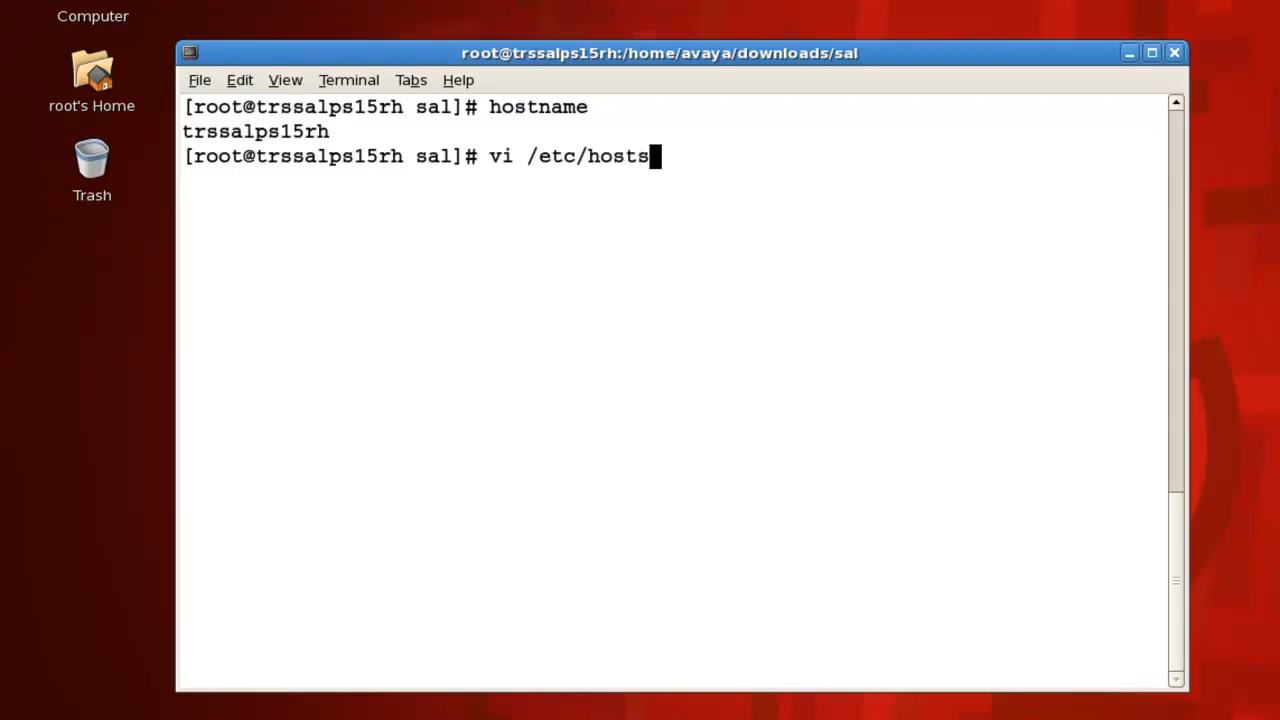 Computer
root's Home
Trash
root@trssalps15rh:/home/avaya/downloads/sal
File Edit View Terminal Tabs Help
[root@trssalps15rh sal]# hostname
trssalps15rh
[root@trssalps15rh sal]# vi /etc/hosts